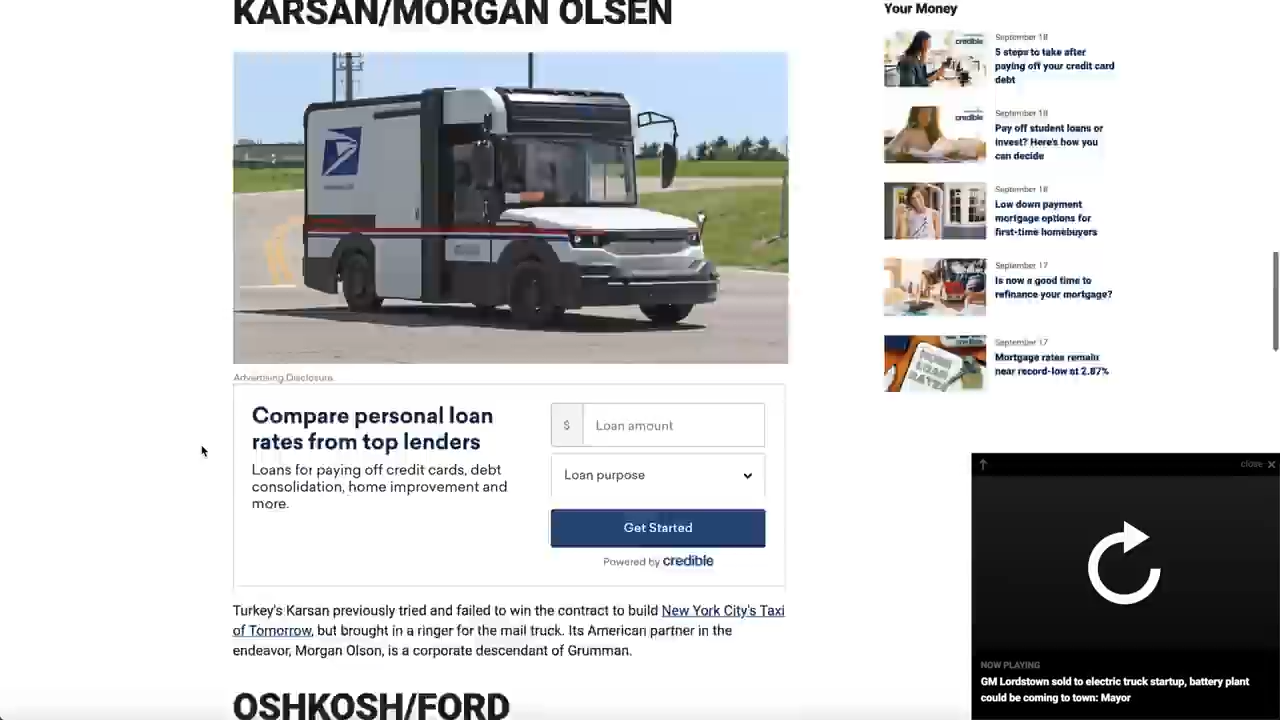 KARSAN/MORGAN OLSEN
Advertising Disclosure
Compare personal loan
rates from top lenders
Loans for paying off credit cards, debt
consolidation, home improvement and
more.
$ Loan amount
Loan purpose
Get Started
Powered by credible
Turkey's Karsan previously tried and failed to win the contract to build New York City's Taxi
of Tomorrow, but brought in a ringer for the mail truck. Its American partner in the
endeavor, Morgan Olson, is a corporate descendant of Grumman.
OSHKOSH/FORD
Your Money
credible
September 18
5 steps to take after
paying off your credit card
debt
credible
September 18
Pay off student loans or
invest? Here's how you
can decide
September 18
Low down payment
mortgage options for
first-time homebuyers
September 17
Is now a good time to
refinance your mortgage?
September 17
Mortgage rates remain
near record-low at 2.87%
close X
NOW PLAYING
GM Lordstown sold to electric truck startup, battery plant
could be coming to town: Mayor